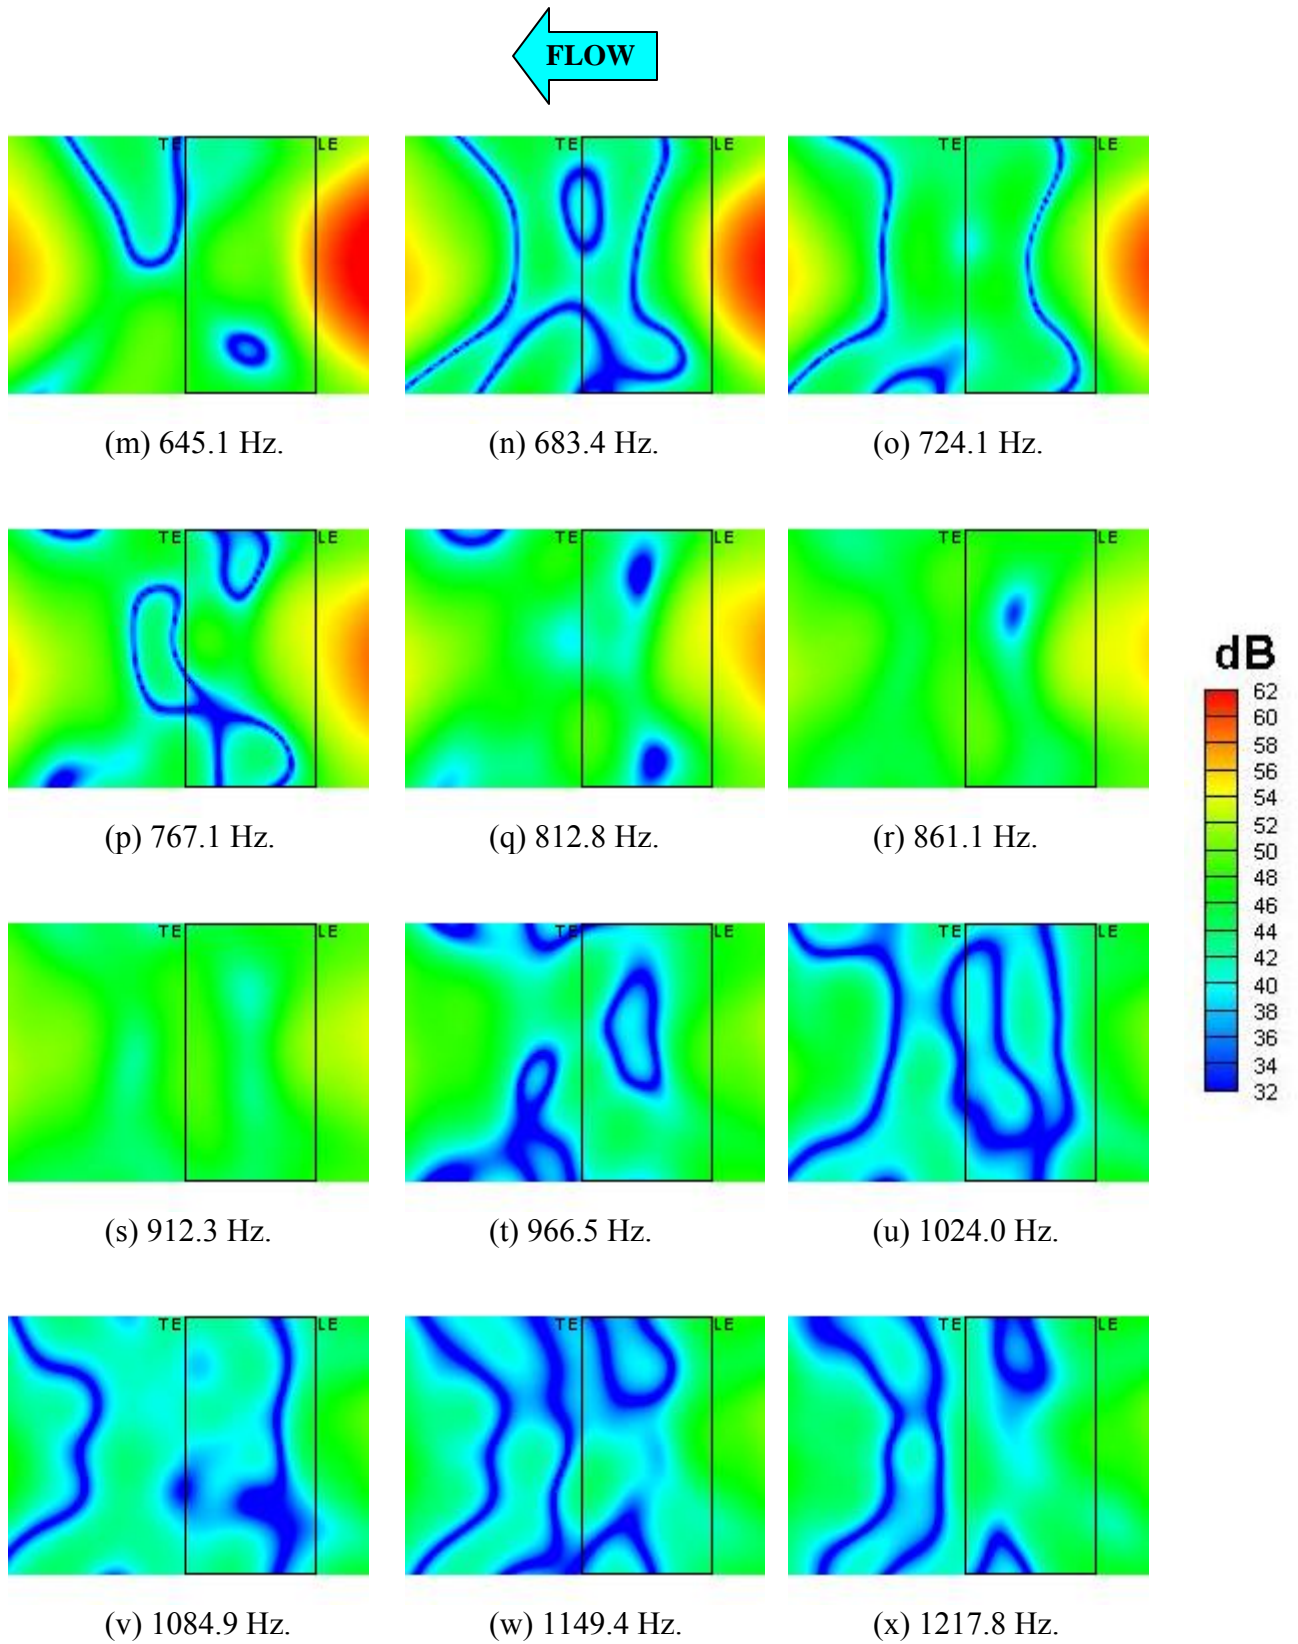 FLOW
TE LE TE LE TE LE
(m) 645.1 Hz. (n) 683.4 Hz. (o) 724.1 Hz.
TE LE TE LE TE LE
(p) 767.1 Hz. (q) 812.8 Hz. (r) 861.1 Hz.
dB
62
60
58
56
54
52
50
48
46
44
42
40
38
36
34
32
TE LE TE LE TE LE
(s) 912.3 Hz. (t) 966.5 Hz. (u) 1024.0 Hz.
TE LE TE LE TE LE
(v) 1084.9 Hz. (w) 1149.4 Hz. (x) 1217.8 Hz.